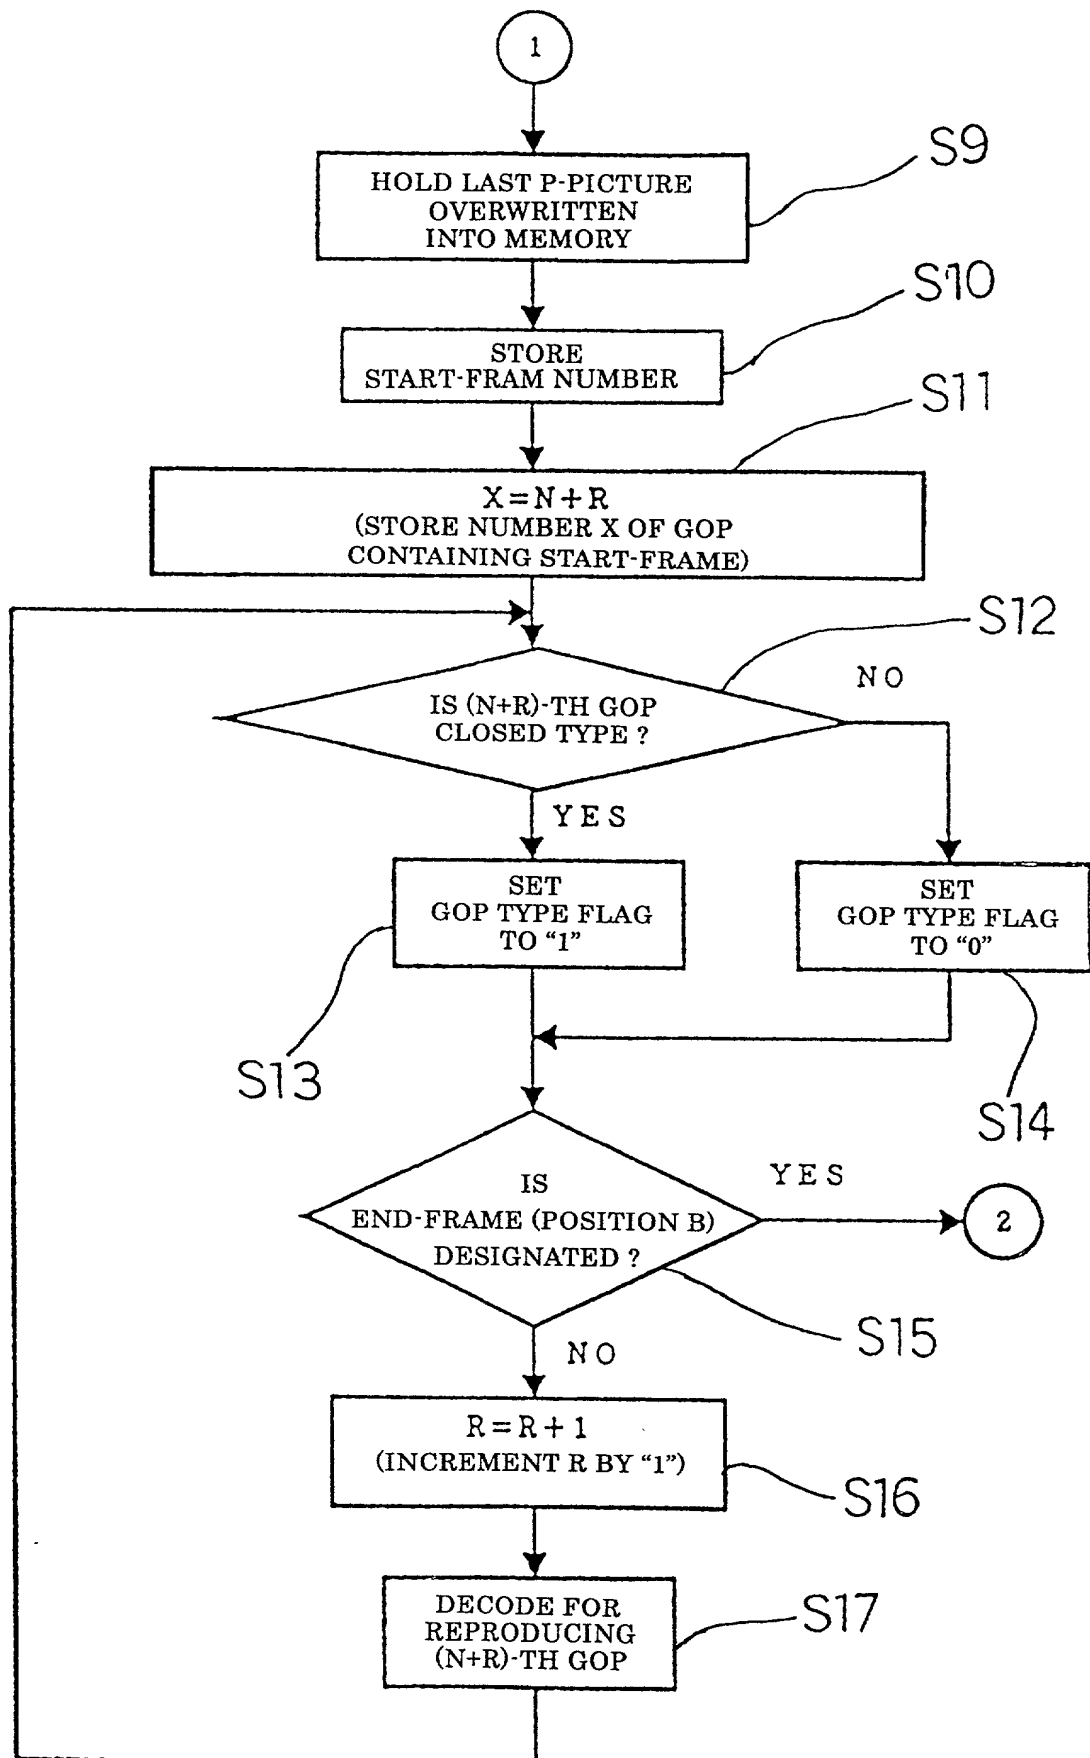 1
HOLD LAST P-PICTURE
OVERWRITTEN
INTO MEMORY
S9
STORE
START-FRAM NUMBER
S10
X=N+R
(STORE NUMBER X OF GOP
CONTAINING START-FRAME)
S11
IS (N+R)-TH GOP
CLOSED TYPE ?
S12
NO
YES
SET
GOP TYPE FLAG
TO “1”
S13
SET
GOP TYPE FLAG
TO “0”
S14
IS
END-FRAME (POSITION B)
DESIGNATED ?
YES
2
S15
NO
R=R+1
(INCREMENT R BY “1”)
S16
DECODE FOR
REPRODUCING
(N+R)-TH GOP
S17